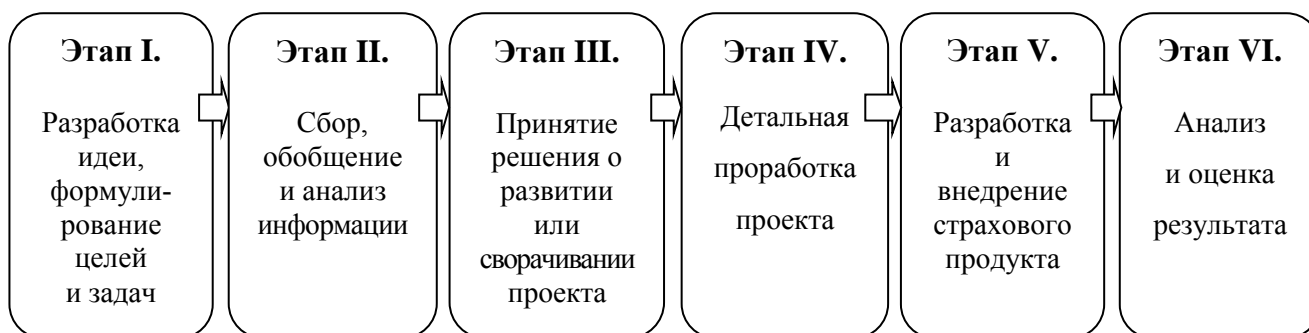 Этап I.
Разработка
идеи,
формули-
рование
целей
и задач
Этап II.
Сбор,
обобщение
и анализ
информации
Этап III.
Принятие
решения о
развитии
или
сворачивании
проекта
Этап IV.
Детальная
проработка
проекта
Этап V.
Разработка
и
внедрение
страхового
продукта
Этап VI.
Анализ
и оценка
результата